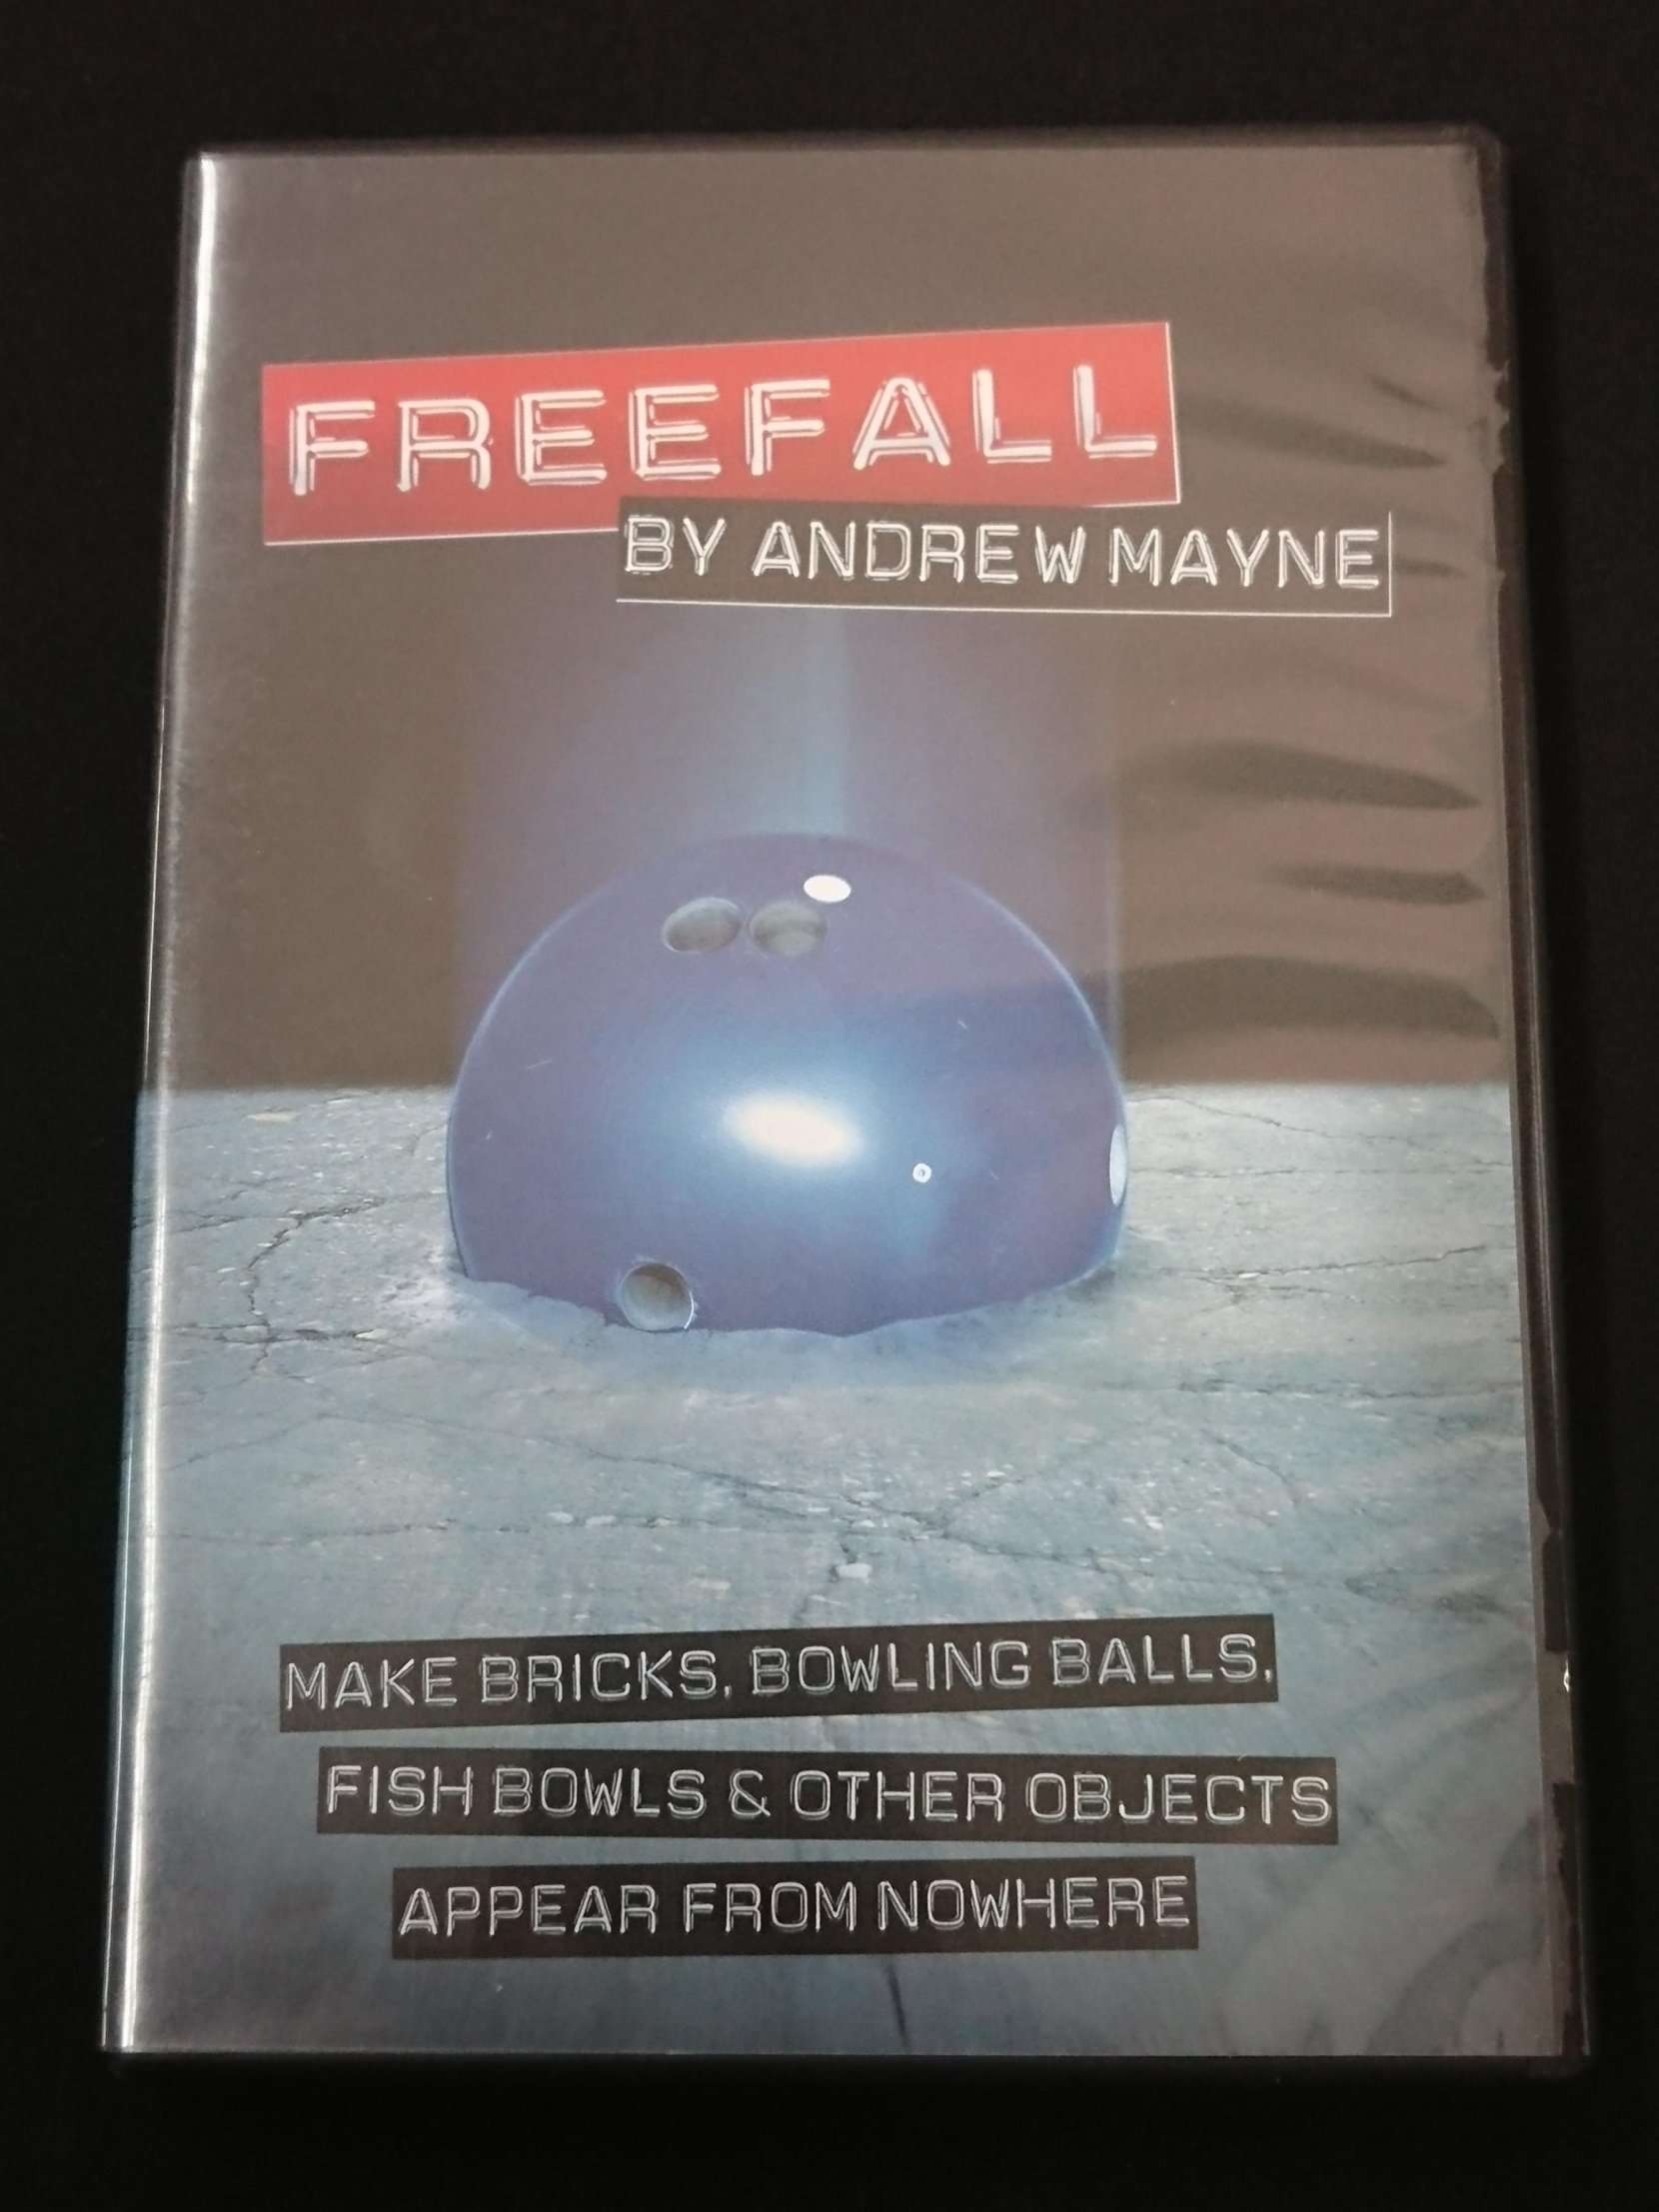 FREEFALL
BY ANDREW MAYNE
MAKE BRICKS, BOWLING BALLS,
FISH BOWLS & OTHER OBJECTS
APPEAR FROM NOWHERE